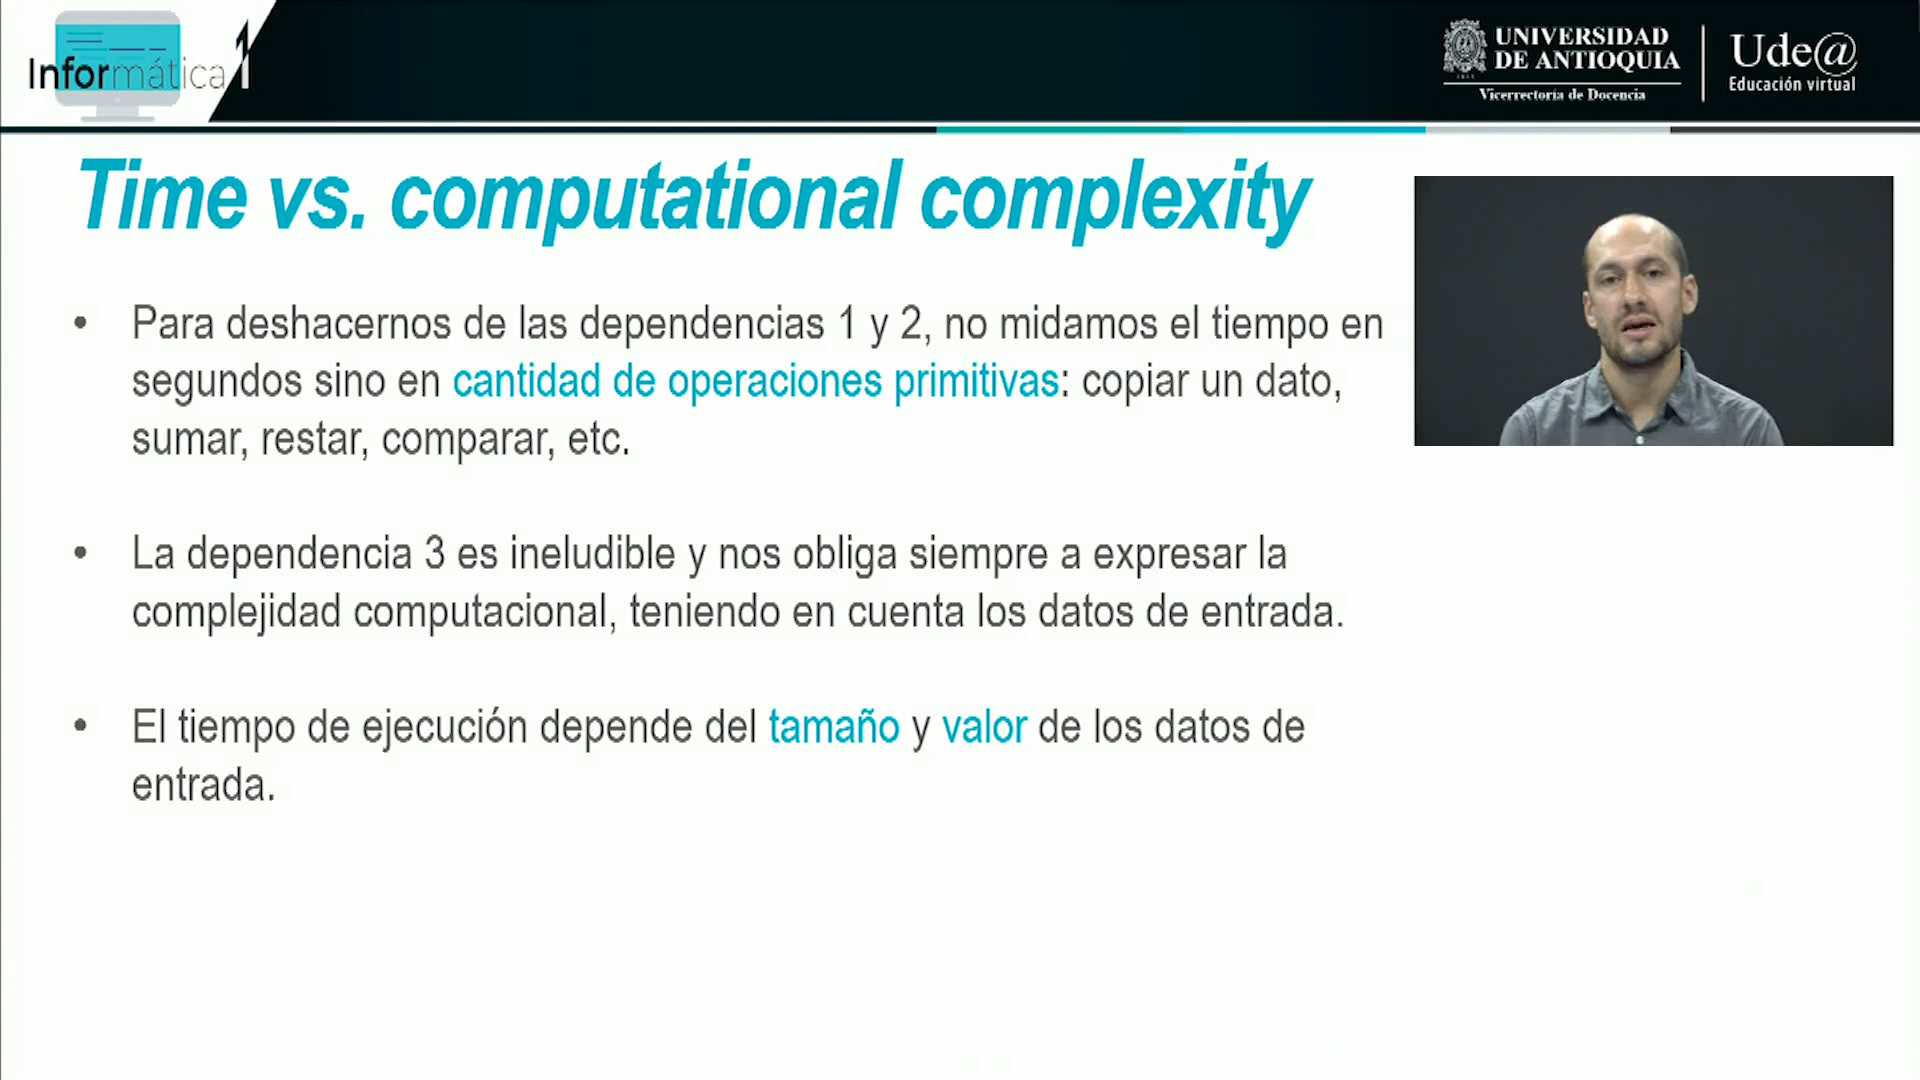 Informática 1
UNIVERSIDAD
DE ANTIOQUIA
Vicerrectoría de Docencia
Ude@
Educación virtual
Time vs. computational complexity
• Para deshacernos de las dependencias 1 y 2, no midamos el tiempo en
segundos sino en cantidad de operaciones primitivas: copiar un dato,
sumar, restar, comparar, etc.
• La dependencia 3 es ineludible y nos obliga siempre a expresar la
complejidad computacional, teniendo en cuenta los datos de entrada.
• El tiempo de ejecución depende del tamaño y valor de los datos de
entrada.